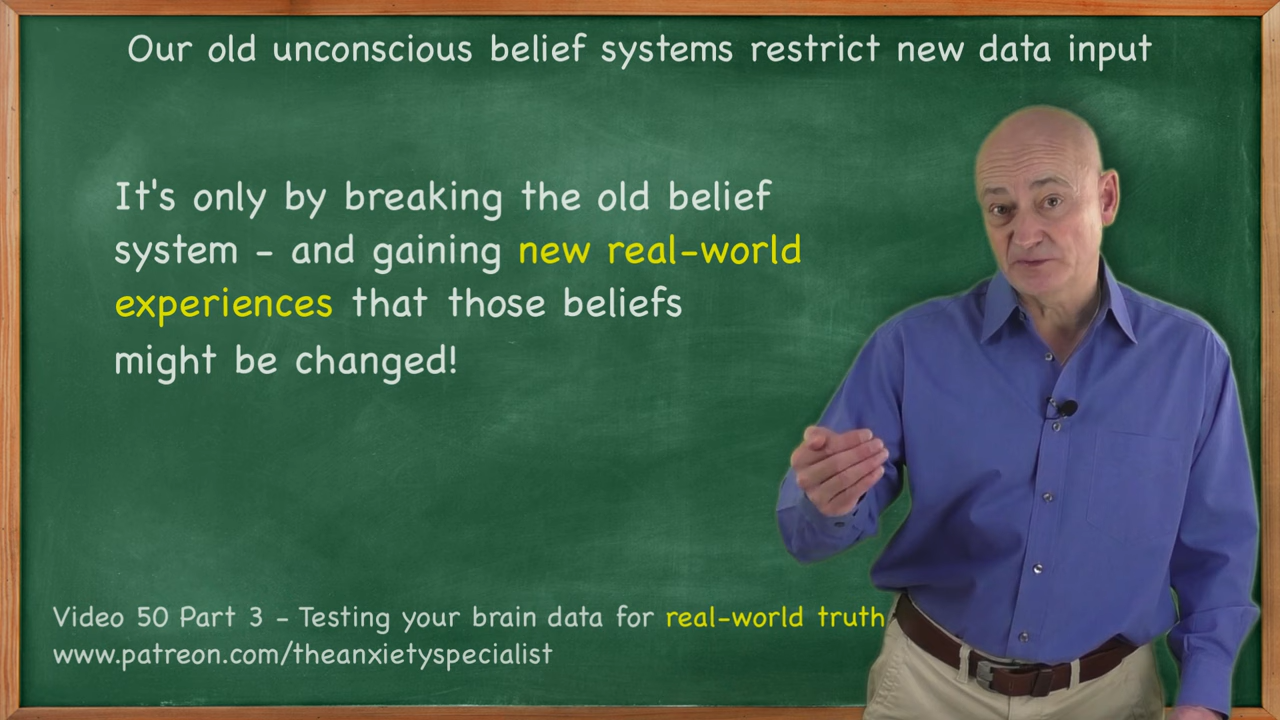 Our old unconscious belief systems restrict new data input
It's only by breaking the old belief
system - and gaining new real-world
experiences that those beliefs
might be changed!
Video 50 Part 3 - Testing your brain data for real-world truth
www.patreon.com/theanxietyspecialist